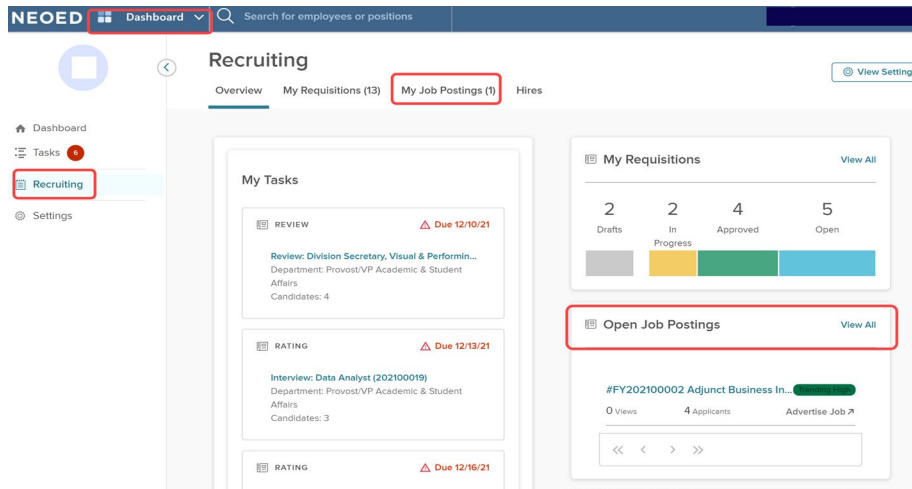 NEOED Dashboard Search for employees or positions
Recruiting
View Setting
Overview My Requisitions (13) My Job Postings (1) Hires
Dashboard
Tasks 6
Recruiting
Settings
My Tasks
REVIEW Due 12/10/21
Review: Division Secretary, Visual & Performin...
Department: Provost/VP Academic & Student
Affairs
Candidates: 4
RATING Due 12/13/21
Interview: Data Analyst (202100019)
Department: Provost/VP Academic & Student
Affairs
Candidates: 3
RATING Due 12/16/21
My Requisitions View All
2 2 4 5
Drafts In Approved Open
Progress
Open Job Postings View All
#FY202100002 Adjunct Business In... Trending High
0 Views 4 Applicants Advertise Job